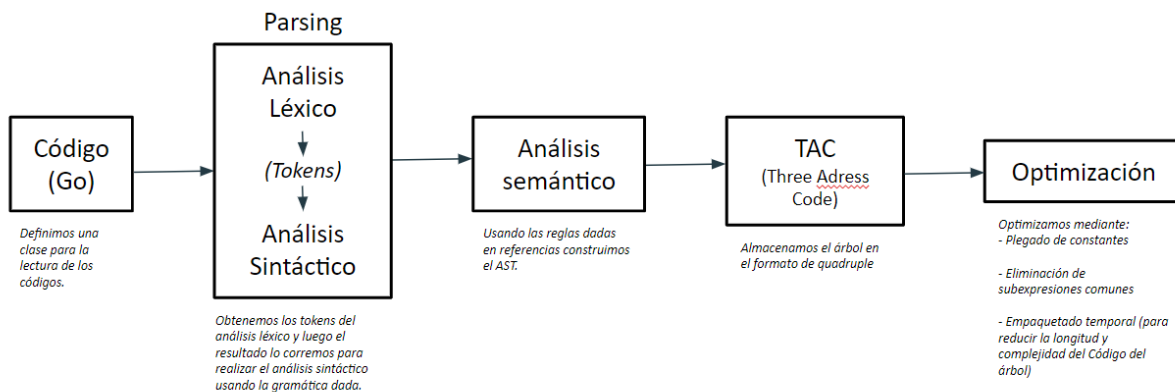 Parsing
Código
(Go)
Definimos una
clase para la
lectura de los
códigos.
Análisis
Léxico
(Tokens)
Análisis
Sintáctico
Obtenemos los tokens del
análisis léxico y luego el
resultado lo corremos para
realizar el análisis sintáctico
usando la gramática dada.
Análisis
semántico
Usando las reglas dadas
en referencias construimos
el AST.
TAC
(Three Adress
Code)
Almacenamos el árbol en
el formato de quadruple
Optimización
Optimizamos mediante:
- Plegado de constantes
- Eliminación de
subexpresiones comunes
- Empaquetado temporal (para
reducir la longitud y
complejidad del Código del
árbol)